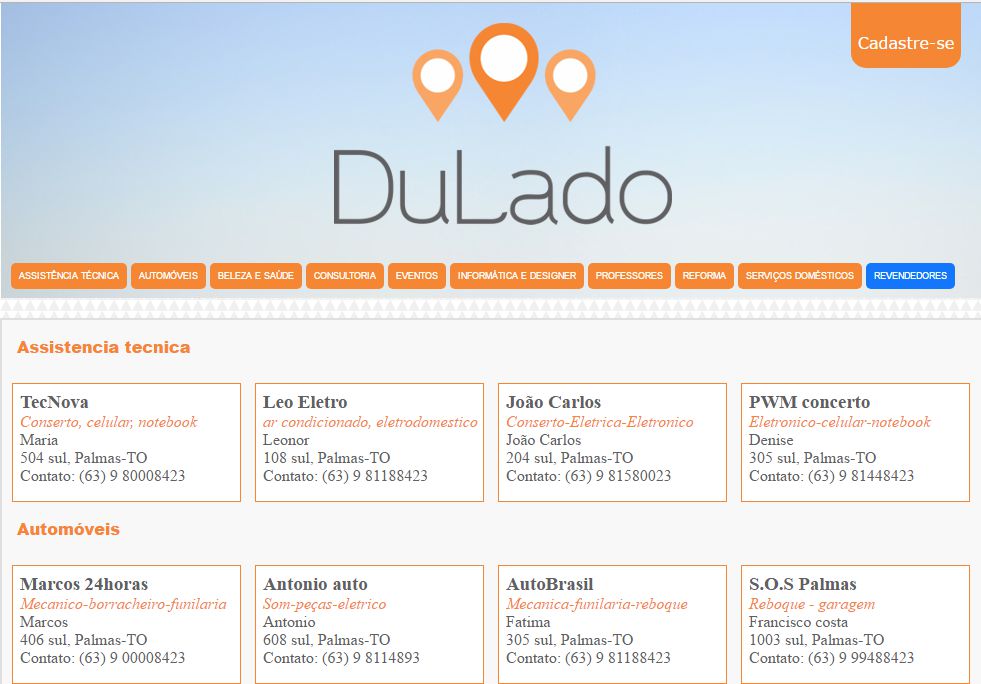 Cadastre-se
DuLado
ASSISTÊNCIA TÉCNICA AUTOMÓVEIS BELEZA E SAÚDE CONSULTORIA EVENTOS INFORMÁTICA E DESIGNER PROFESSORES REFORMA SERVIÇOS DOMÉSTICOS REVENDEDORES
Assistencia tecnica
TecNova
Conserto, celular, notebook
Maria
504 sul, Palmas-TO
Contato: (63) 9 80008423
Leo Eletro
ar condicionado, eletrodomestico
Leonor
108 sul, Palmas-TO
Contato: (63) 9 81188423
João Carlos
Conserto-Eletrica-Eletronico
João Carlos
204 sul, Palmas-TO
Contato: (63) 9 81580023
PWM concerto
Eletronico-celular-notebook
Denise
305 sul, Palmas-TO
Contato: (63) 9 81448423
Automóveis
Marcos 24horas
Mecanico-borracheiro-funilaria
Marcos
406 sul, Palmas-TO
Contato: (63) 9 00008423
Antonio auto
Som-peças-eletrico
Antonio
608 sul, Palmas-TO
Contato: (63) 9 8114893
AutoBrasil
Mecanica-funilaria-reboque
Fatima
305 sul, Palmas-TO
Contato: (63) 9 81188423
S.O.S Palmas
Reboque - garagem
Francisco costa
1003 sul, Palmas-TO
Contato: (63) 9 99488423